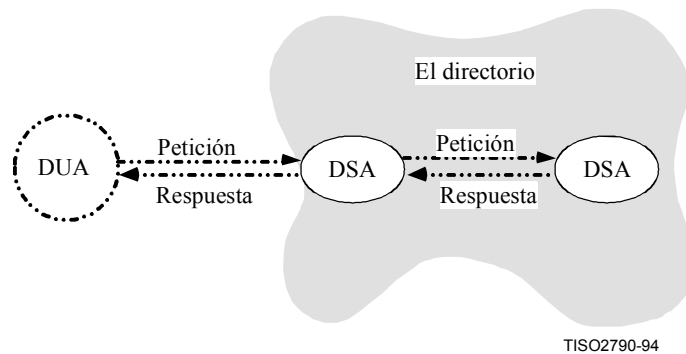 El directorio
Petición
Petición
DUA
DSA
DSA
Respuesta
Respuesta
TISO2790-94